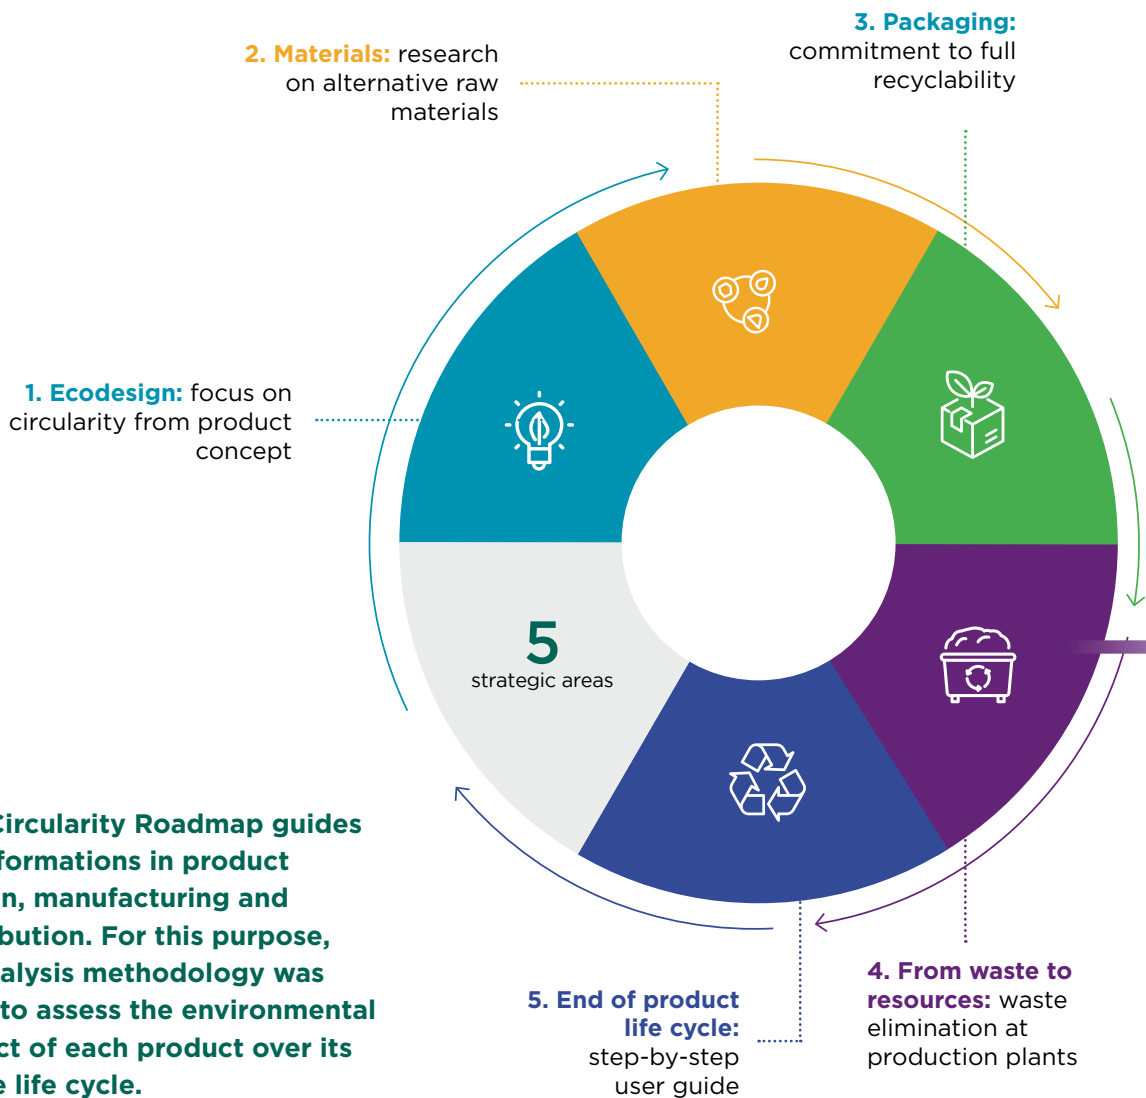 3. Packaging:
commitment to full
recyclability
2. Materials: research
on alternative raw
materials
1. Ecodesign: focus on
circularity from product
concept
5
strategic areas
Circularity Roadmap guides
formations in product
n, manufacturing and
bution. For this purpose,
alysis methodology was
to assess the environmental
ct of each product over its
e life cycle.
5. End of product
life cycle:
step-by-step
user guide
4. From waste to
resources: waste
elimination at
production plants